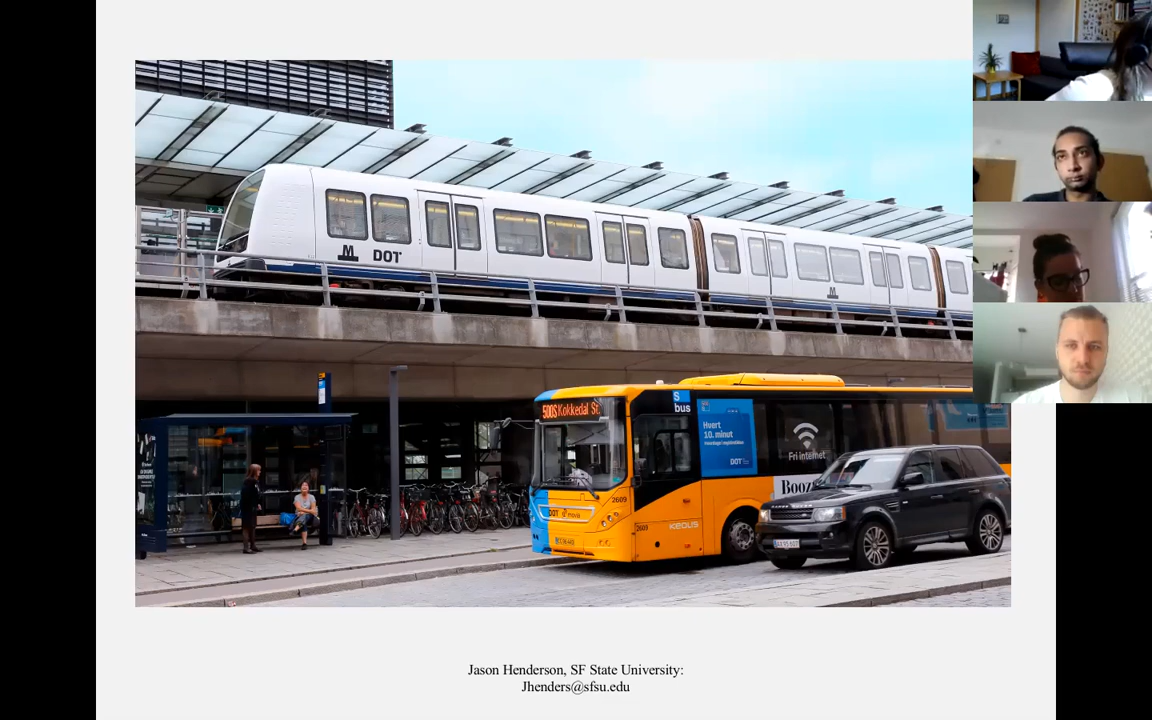 M DOT
M
500S Kokkedal St.
S
bus
Hvert
10. minut
DOT
Fri internet
Booz
2609
DOT movia
2609
KEOLIS
Jason Henderson, SF State University:
Jhenders@sfsu.edu